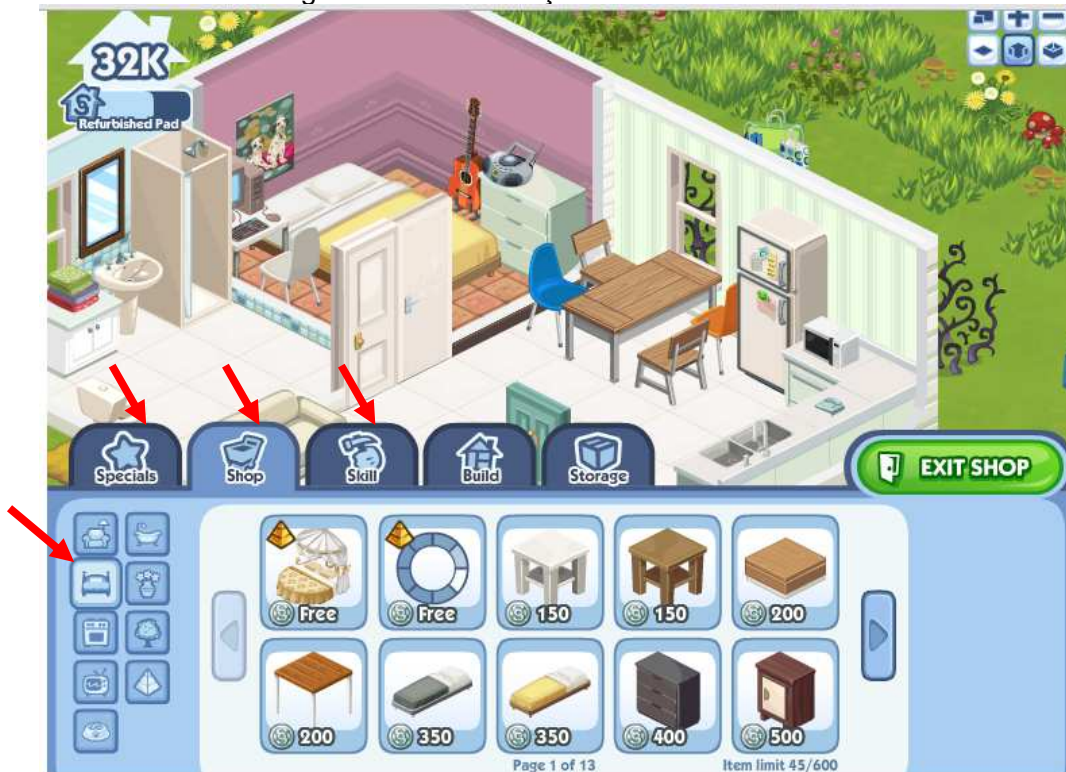 32K
Refurbished Pad
Specials
Shop
Skill
Build
Storage
EXIT SHOP
Free
Free
150
150
200
200
350
350
400
500
Page 1 of 13
Item limit 45/600